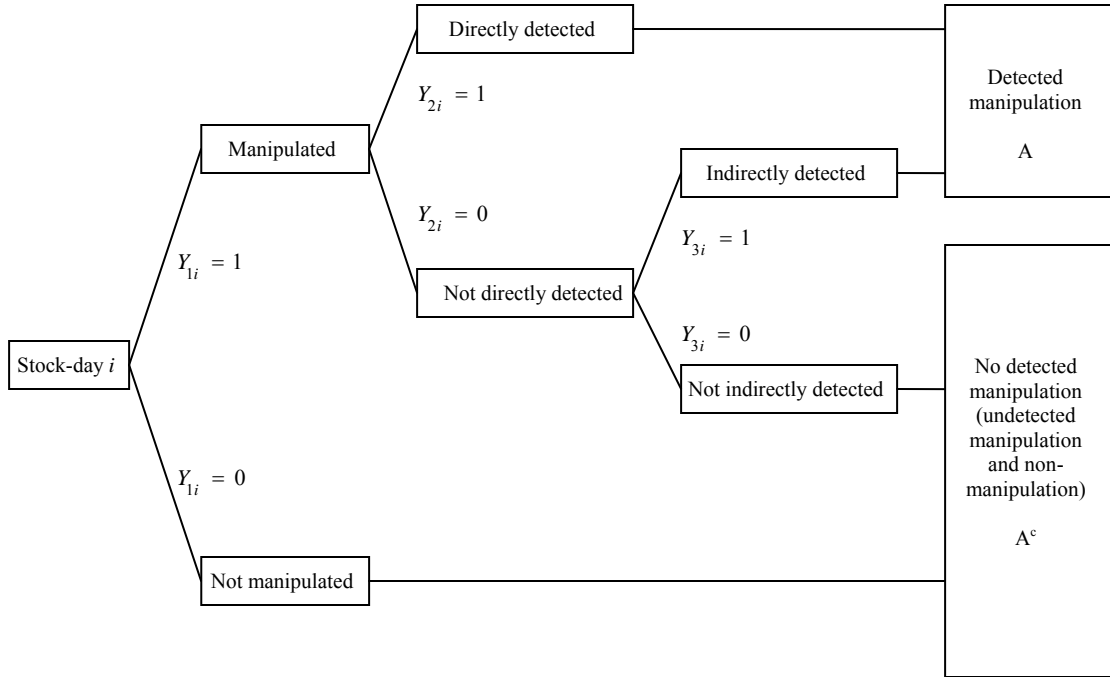 Directly detected
Y2i = 1
Detected
manipulation
A
Manipulated
Indirectly detected
Y2i = 0
Y3i = 1
Y1i = 1
Not directly detected
Y3i = 0
Stock-day i
Not indirectly detected
No detected
manipulation
(undetected
manipulation
and non-
manipulation)
Aᶜ
Y1i = 0
Not manipulated